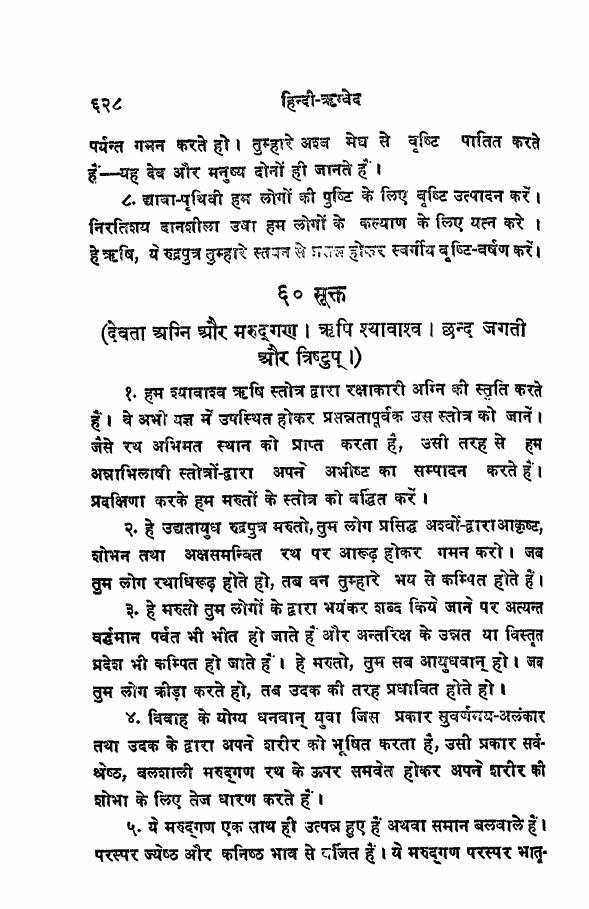 ६२८ हिन्दी-ऋग्वेद
पर्यन्त गमन करते हो। तुम्हारे अश्व मेघ से वृष्टि पातित करते
हैं—यह देव और मनुष्य दोनों ही जानते हैं।
८. द्यावा-पृथिवी हम लोगों की पुष्टि के लिए वृष्टि उत्पादन करें।
निरतिशय दानशीला उषा हम लोगों के कल्याण के लिए यत्न करे ।
हे ऋषि, ये रुद्रपुत्र तुम्हारे स्तवन से प्रसन्न होकर स्वर्गीय वृष्टि-वर्षण करें।
६० सूक्त
(देवता अग्नि और मरुद्गण। ऋषि श्यावाश्व। छन्द जगती
और त्रिष्टुप्।)
१. हम श्यावाश्व ऋषि स्तोत्र द्वारा रक्षाकारी अग्नि की स्तुति करते
हैं। वे अभी यज्ञ में उपस्थित होकर प्रसन्नतापूर्वक उस स्तोत्र को जानें।
जैसे रथ अभिमत स्थान को प्राप्त करता है, उसी तरह से हम
अन्नाभिलाषी स्तोत्रों-द्वारा अपने अभीष्ट का सम्पादन करते हैं।
प्रदक्षिणा करके हम मरुतों के स्तोत्र को वर्द्धित करें।
२. हे उद्यतायुध रुद्रपुत्र मरुतो, तुम लोग प्रसिद्ध अश्वों-द्वारा आकृष्ट,
शोभन तथा अक्षसमन्वित रथ पर आरूढ़ होकर गमन करो। जब
तुम लोग रथाधिरूढ़ होते हो, तब वन तुम्हारे भय से कम्पित होते हैं।
३. हे मरुतो तुम लोगों के द्वारा भयंकर शब्द किये जाने पर अत्यन्त
वर्द्धमान पर्वत भी भीत हो जाते हैं और अन्तरिक्ष के उन्नत या विस्तृत
प्रदेश भी कम्पित हो जाते हैं। हे मरुतो, तुम सब आयुधवान् हो। जब
तुम लोग क्रीड़ा करते हो, तब उदक की तरह प्रधावित होते हो।
४. विवाह के योग्य धनवान् युवा जिस प्रकार सुवर्णमय-अलंकार
तथा उदक के द्वारा अपने शरीर को भूषित करता है, उसी प्रकार सर्व-
श्रेष्ठ, बलशाली मरुद्गण रथ के ऊपर समवेत होकर अपने शरीर की
शोभा के लिए तेज धारण करते हैं।
५. ये मरुद्गण एक साथ ही उत्पन्न हुए हैं अथवा समान बलवाले हैं।
परस्पर ज्येष्ठ और कनिष्ठ भाव से वर्जित हैं। ये मरुद्गण परस्पर भातृ-